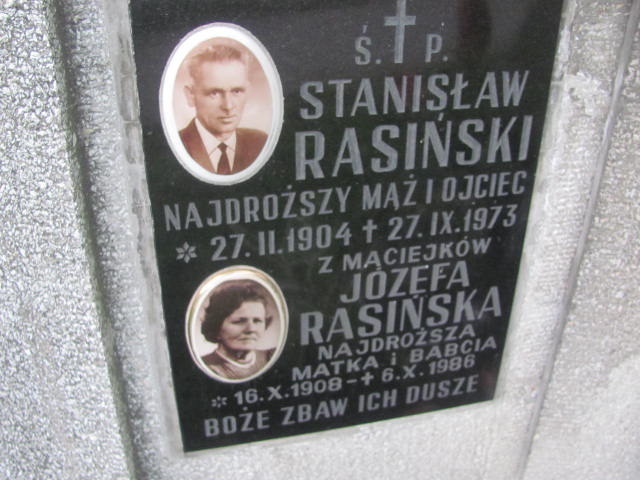 Ś. P.
STANISŁAW
RASIŃSKI
NAJDROŻSZY MĄŻ I OJCIEC
* 27.II.1904 † 27.IX.1973
Z MACIEJKÓW
JÓZEFA
RASIŃSKA
NAJDROŻSZA
MATKA i BABCIA
* 16.X.1908 - † 6.X.1986
BOŻE ZBAW ICH DUSZE